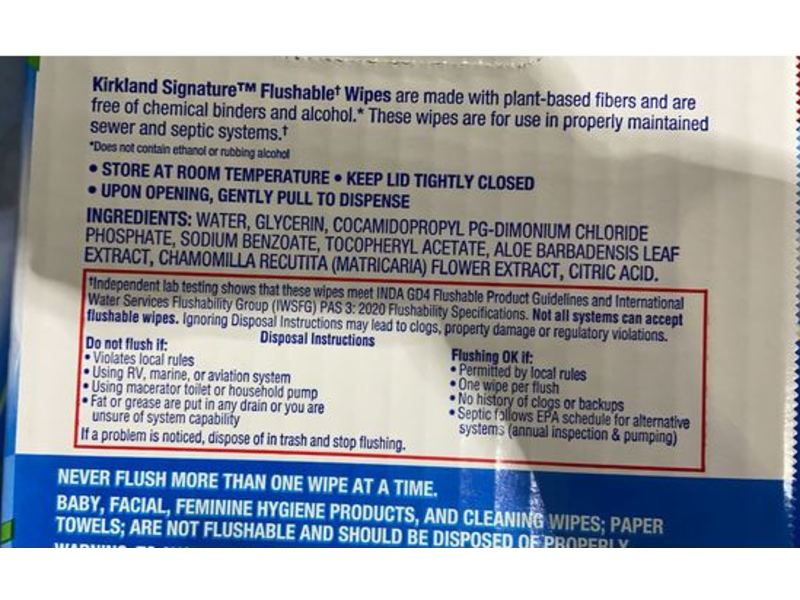 Kirkland Signature™ Flushable† Wipes are made with plant-based fibers and are
free of chemical binders and alcohol.* These wipes are for use in properly maintained
sewer and septic systems.†
*Does not contain ethanol or rubbing alcohol
• STORE AT ROOM TEMPERATURE • KEEP LID TIGHTLY CLOSED
• UPON OPENING, GENTLY PULL TO DISPENSE
INGREDIENTS: WATER, GLYCERIN, COCAMIDOPROPYL PG-DIMONIUM CHLORIDE
PHOSPHATE, SODIUM BENZOATE, TOCOPHERYL ACETATE, ALOE BARBADENSIS LEAF
EXTRACT, CHAMOMILLA RECUTITA (MATRICARIA) FLOWER EXTRACT, CITRIC ACID.
†Independent lab testing shows that these wipes meet INDA GD4 Flushable Product Guidelines and International
Water Services Flushability Group (IWSFG) PAS 3: 2020 Flushability Specifications. Not all systems can accept
flushable wipes. Ignoring Disposal Instructions may lead to clogs, property damage or regulatory violations.
Disposal Instructions
Do not flush if:
• Violates local rules
• Using RV, marine, or aviation system
• Using macerator toilet or household pump
• Fat or grease are put in any drain or you are
unsure of system capability
If a problem is noticed, dispose of in trash and stop flushing.
Flushing OK if:
• Permitted by local rules
• One wipe per flush
• No history of clogs or backups
• Septic follows EPA schedule for alternative
systems (annual inspection & pumping)
NEVER FLUSH MORE THAN ONE WIPE AT A TIME.
BABY, FACIAL, FEMININE HYGIENE PRODUCTS, AND CLEANING WIPES; PAPER
TOWELS; ARE NOT FLUSHABLE AND SHOULD BE DISPOSED OF PROPERLY